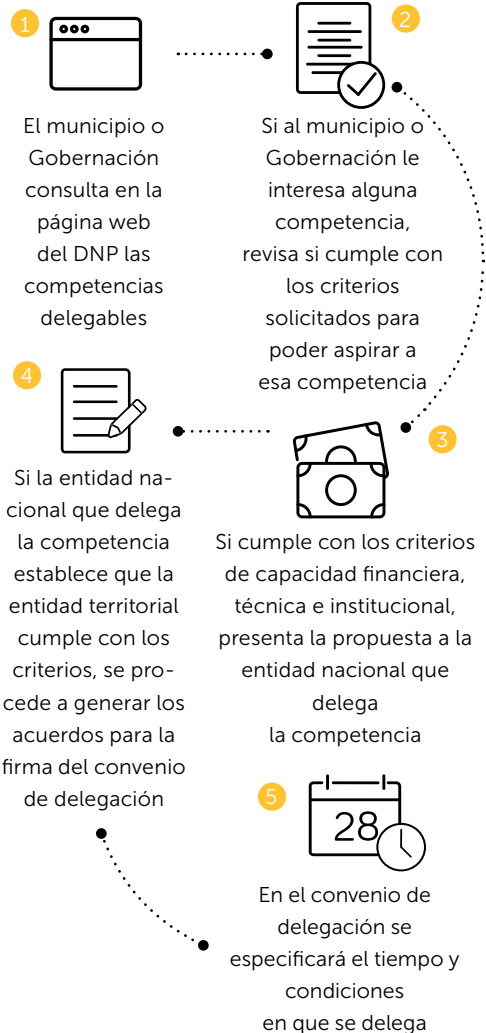 1
El municipio o
Gobernación
consulta en la
página web
del DNP las
competencias
delegables
2
Si al municipio o
Gobernación le
interesa alguna
competencia,
revisa si cumple con
los criterios
solicitados para
poder aspirar a
esa competencia
3
Si cumple con los criterios
de capacidad financiera,
técnica e institucional,
presenta la propuesta a la
entidad nacional que
delega
la competencia
4
Si la entidad na-
cional que delega
la competencia
establece que la
entidad territorial
cumple con los
criterios, se pro-
cede a generar los
acuerdos para la
firma del convenio
de delegación
5
28
En el convenio de
delegación se
especificará el tiempo y
condiciones
en que se delega